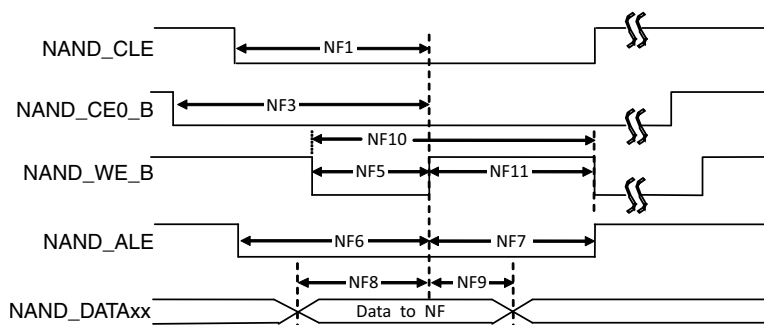 NAND_CLE
NF1
NAND_CE0_B
NF3
NF10
NAND_WE_B
NF5
NF11
NAND_ALE
NF6
NF7
NF8
NF9
NAND_DATAxx
Data to NF